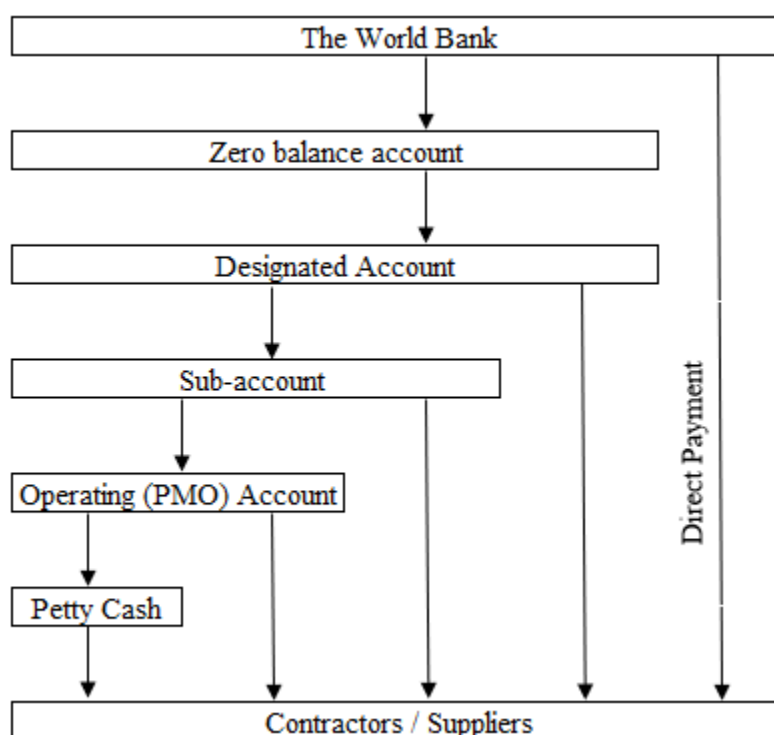 The World Bank
Zero balance account
Designated Account
Sub-account
Operating (PMO) Account
Direct Payment
Petty Cash
Contractors / Suppliers